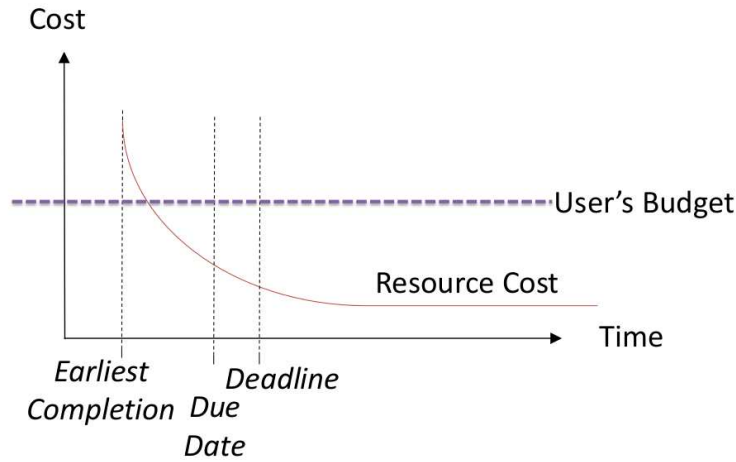 Cost
User's Budget
Resource Cost
Time
Earliest
Completion
Due
Date
Deadline